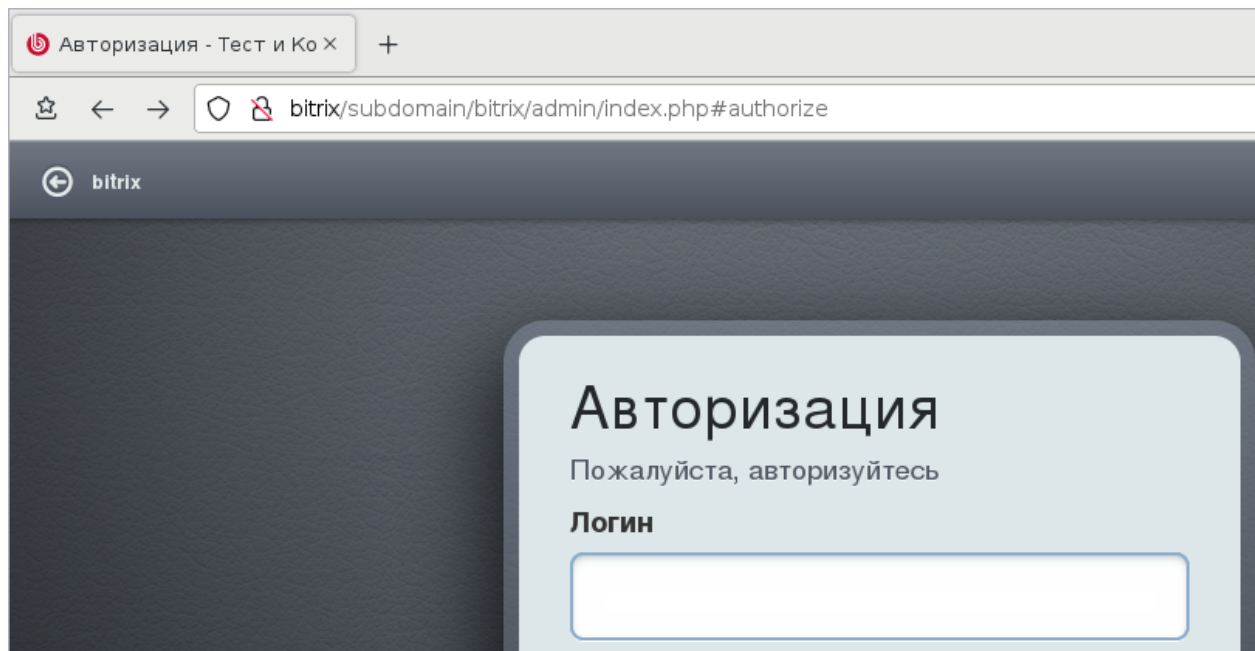 Авторизация - Тест и Ко
bitrix/subdomain/bitrix/admin/index.php#authorize
bitrix
Авторизация
Пожалуйста, авторизуйтесь
Логин